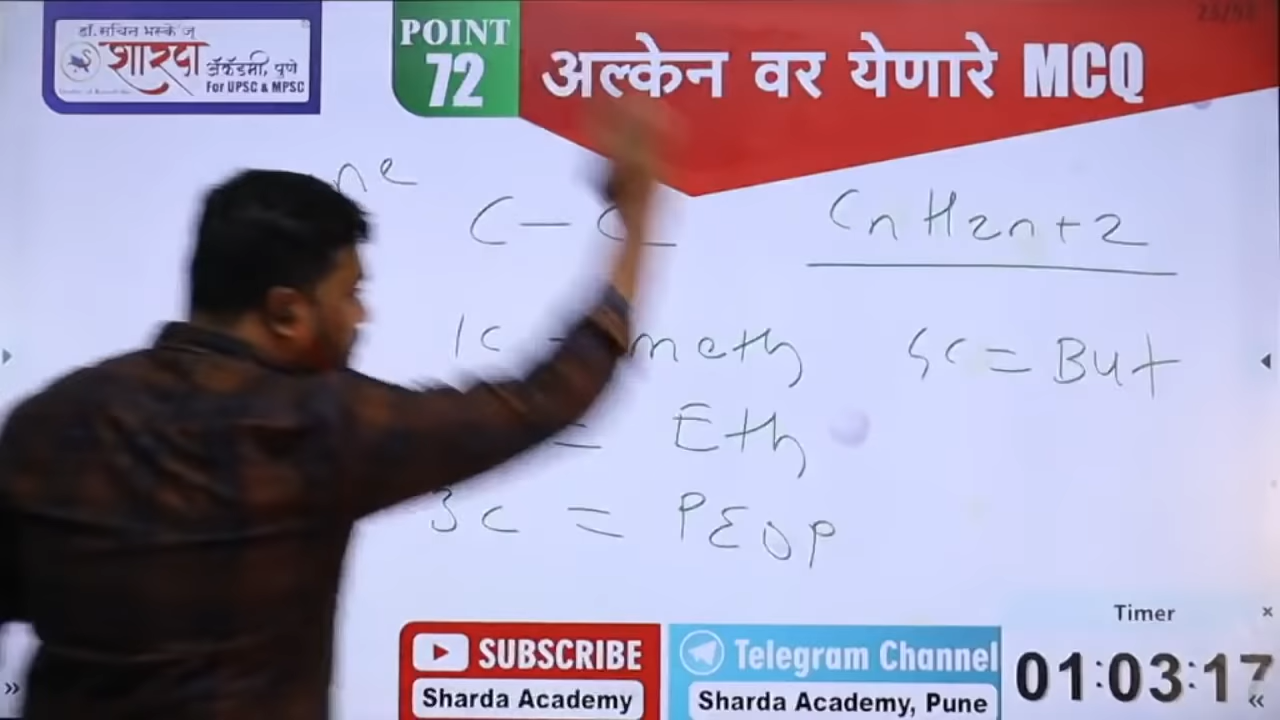 डॉ. सचिन भस्के ज्
शारदा
अ‍ॅकॅडमी, पुणे
For UPSC & MPSC
POINT
72
अल्केन वर येणारे MCQ
ne
C – C
CnH2n+2
1C - meth
5C = But
= Eth
3C = PEOP
Timer
01:03:17
SUBSCRIBE
Sharda Academy
Telegram Channel
Sharda Academy, Pune